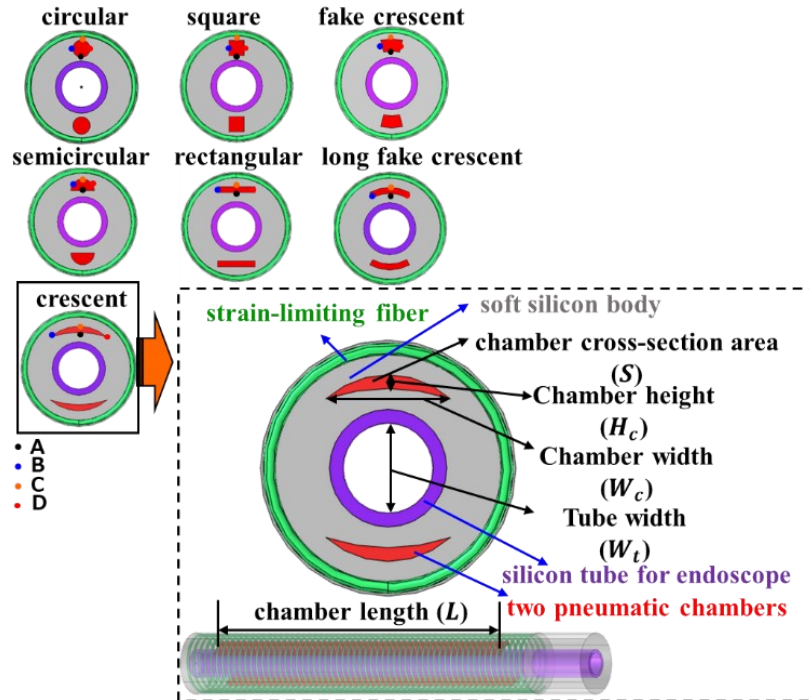 circular
square
fake crescent
semicircular
rectangular
long fake crescent
crescent
A
B
C
D
strain-limiting fiber
soft silicon body
chamber cross-section area
(S)
Chamber height
(H_c)
Chamber width
(W_c)
Tube width
(W_t)
silicon tube for endoscope
two pneumatic chambers
chamber length (L)